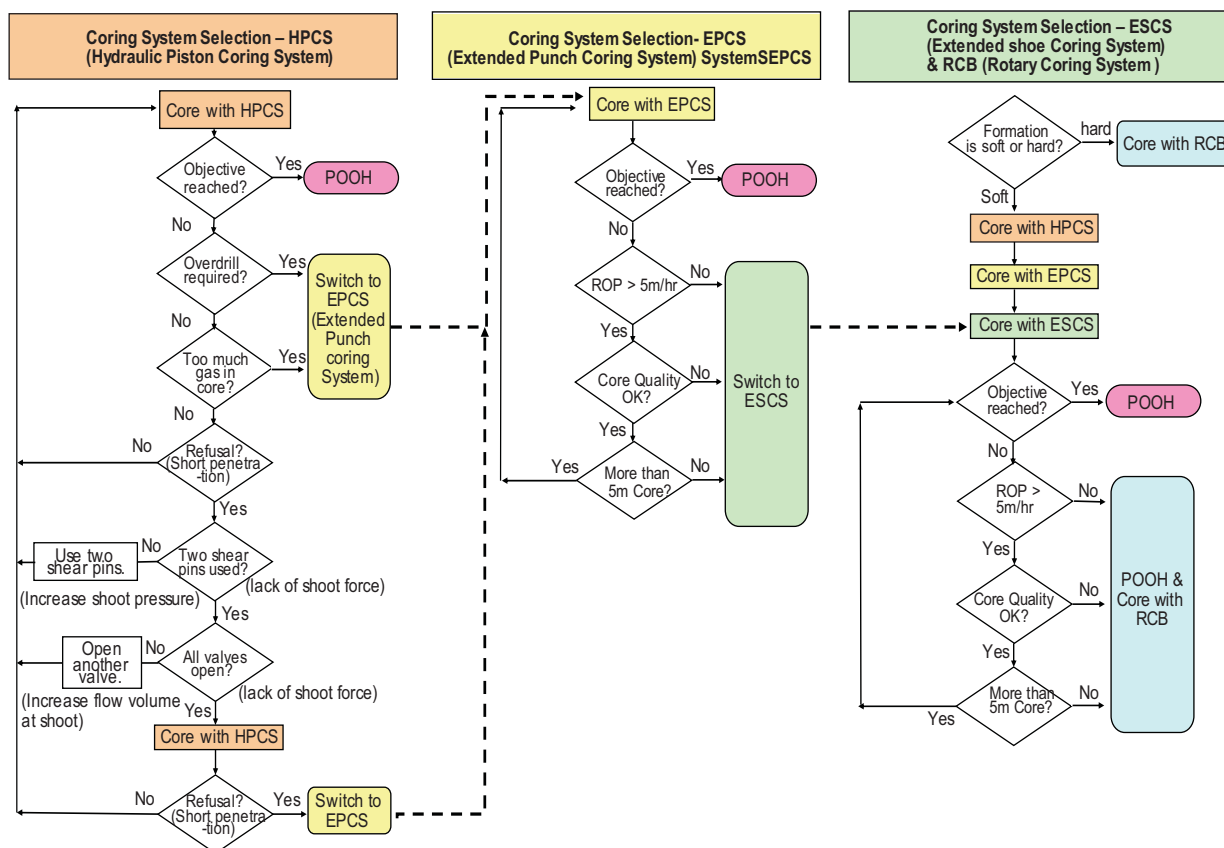 Coring System Selection – HPCS
(Hydraulic Piston Coring System)
Core with HPCS
Objective
reached?
Yes
POOH
No
Overdrill
required?
Yes
Switch to
EPCS
(Extended
Punch
coring
System)
No
Too much
gas in
core?
Yes
No
Refusal?
(Short penetra
-tion)
No
Yes
Two shear
pins used?
No
Use two
shear pins.
(lack of shoot force)
(Increase shoot pressure)
Yes
All valves
open?
No
Open
another
valve.
(lack of shoot force)
(Increase flow volume
at shoot)
Yes
Core with HPCS
Refusal?
(Short penetra
-tion)
No
Yes
Switch to
EPCS
Coring System Selection- EPCS
(Extended Punch Coring System) SystemSEPCS
Core with EPCS
Objective
reached?
Yes
POOH
No
ROP > 5m/hr
No
Yes
Core Quality
OK?
No
Switch to
ESCS
Yes
More than
5m Core?
Yes
No
Coring System Selection – ESCS
(Extended shoe Coring System)
& RCB (Rotary Coring System )
Formation
is soft or hard?
hard
Core with RCB
Soft
Core with HPCS
Core with EPCS
Core with ESCS
Objective
reached?
Yes
POOH
No
ROP >
5m/hr
No
Yes
Core Quality
OK?
No
POOH &
Core with
RCB
Yes
More than
5m Core?
Yes
No